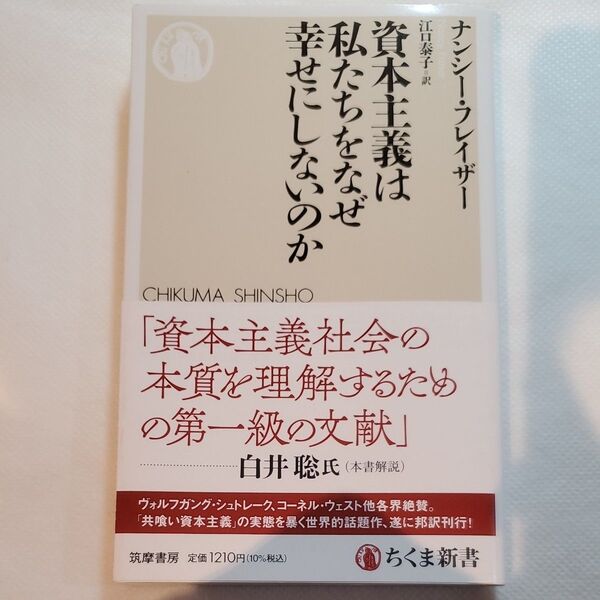 ナンシー・フレイザー
江口泰子=訳
資本主義は
私たちをなぜ
幸せにしないのか
CHIKUMA SHINSHO
「資本主義社会の
本質を理解するため
の第一級の文献」
…………白井 聡氏(本書解説)
ヴォルフガング・シュトレーク、コーネル・ウェスト他各界絶賛。
「共喰い資本主義」の実態を暴く世界的話題作、遂に邦訳刊行!
筑摩書房 定価1210円(10%税込) ちくま新書